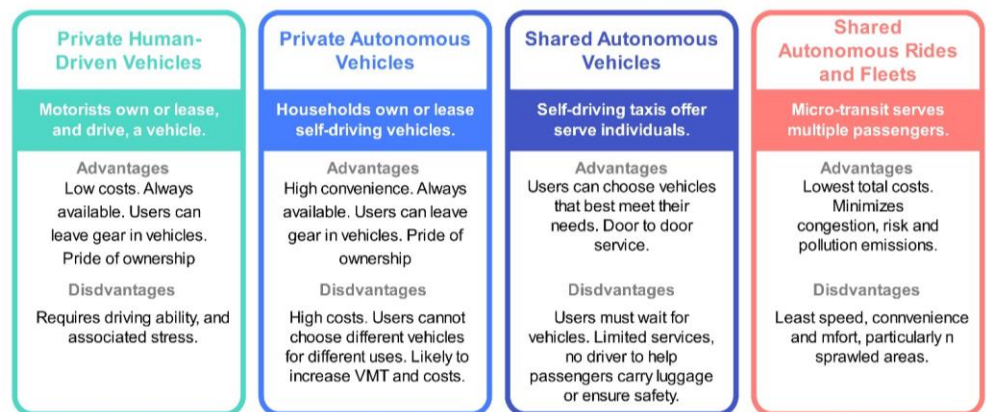 Private Human-
Driven Vehicles
Motorists own or lease,
and drive, a vehicle.
Advantages
Low costs. Always
available. Users can
leave gear in vehicles.
Pride of ownership
Disdvantages
Requires driving ability, and
associated stress.
Private Autonomous
Vehicles
Households own or lease
self-driving vehicles.
Advantages
High convenience. Always
available. Users can leave
gear in vehicles. Pride of
ownership
Disdvantages
High costs. Users cannot
choose different vehicles
for different uses. Likely to
increase VMT and costs.
Shared Autonomous
Vehicles
Self-driving taxis offer
serve individuals.
Advantages
Users can choose vehicles
that best meet their
needs. Door to door
service.
Disdvantages
Users must wait for
vehicles. Limited services,
no driver to help
passengers carry luggage
or ensure safety.
Shared
Autonomous Rides
and Fleets
Micro-transit serves
multiple passengers.
Advantages
Lowest total costs.
Minimizes
congestion, risk and
pollution emissions.
Disdvantages
Least speed, connvenience
and mfort, particularly n
sprawled areas.